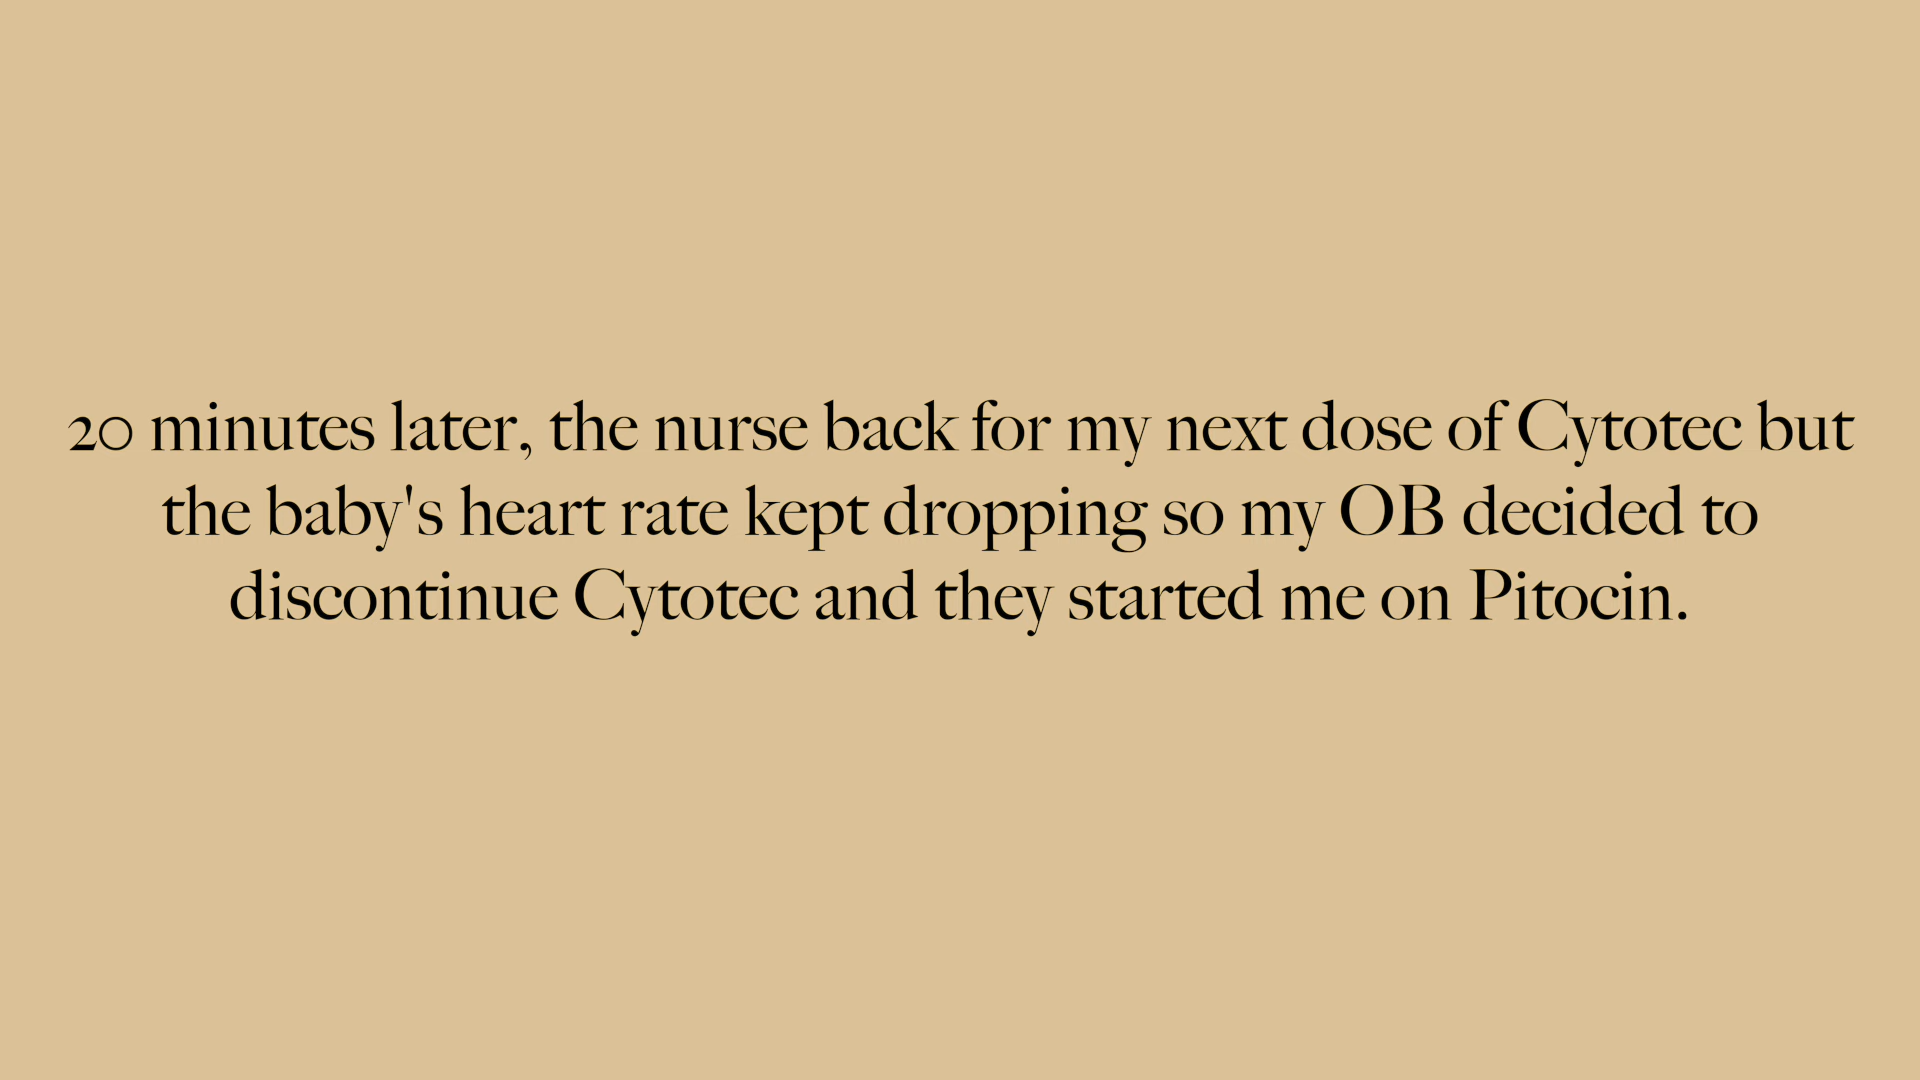 20 minutes later, the nurse back for my next dose of Cytotec but
the baby's heart rate kept dropping so my OB decided to
discontinue Cytotec and they started me on Pitocin.